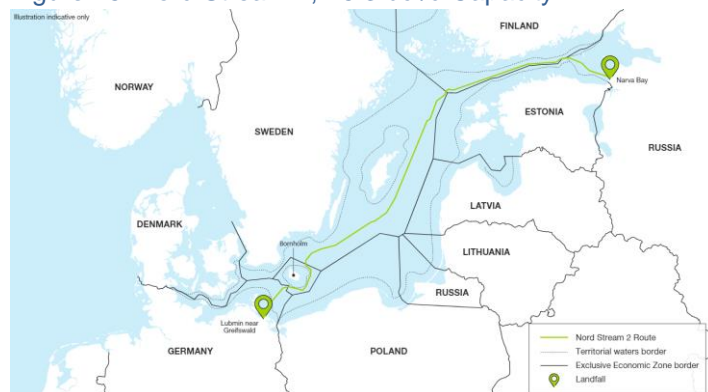 Illustration indicative only
FINLAND
NORWAY
Narva Bay
SWEDEN
ESTONIA
RUSSIA
LATVIA
DENMARK
Bornholm
LITHUANIA
RUSSIA
Lubmin near
Greifswald
GERMANY
POLAND
Nord Stream 2 Route
Territorial waters border
Exclusive Economic Zone border
Landfall